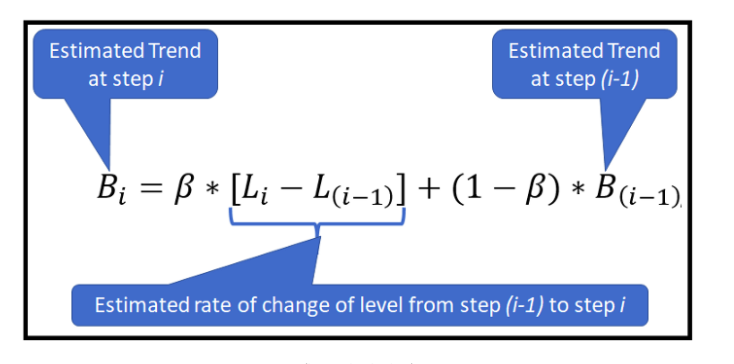 Estimated Trend
at step i
Estimated Trend
at step (i-1)
B_i = β * [L_i − L_(i−1)] + (1 − β) * B_(i−1)
Estimated rate of change of level from step (i-1) to step i